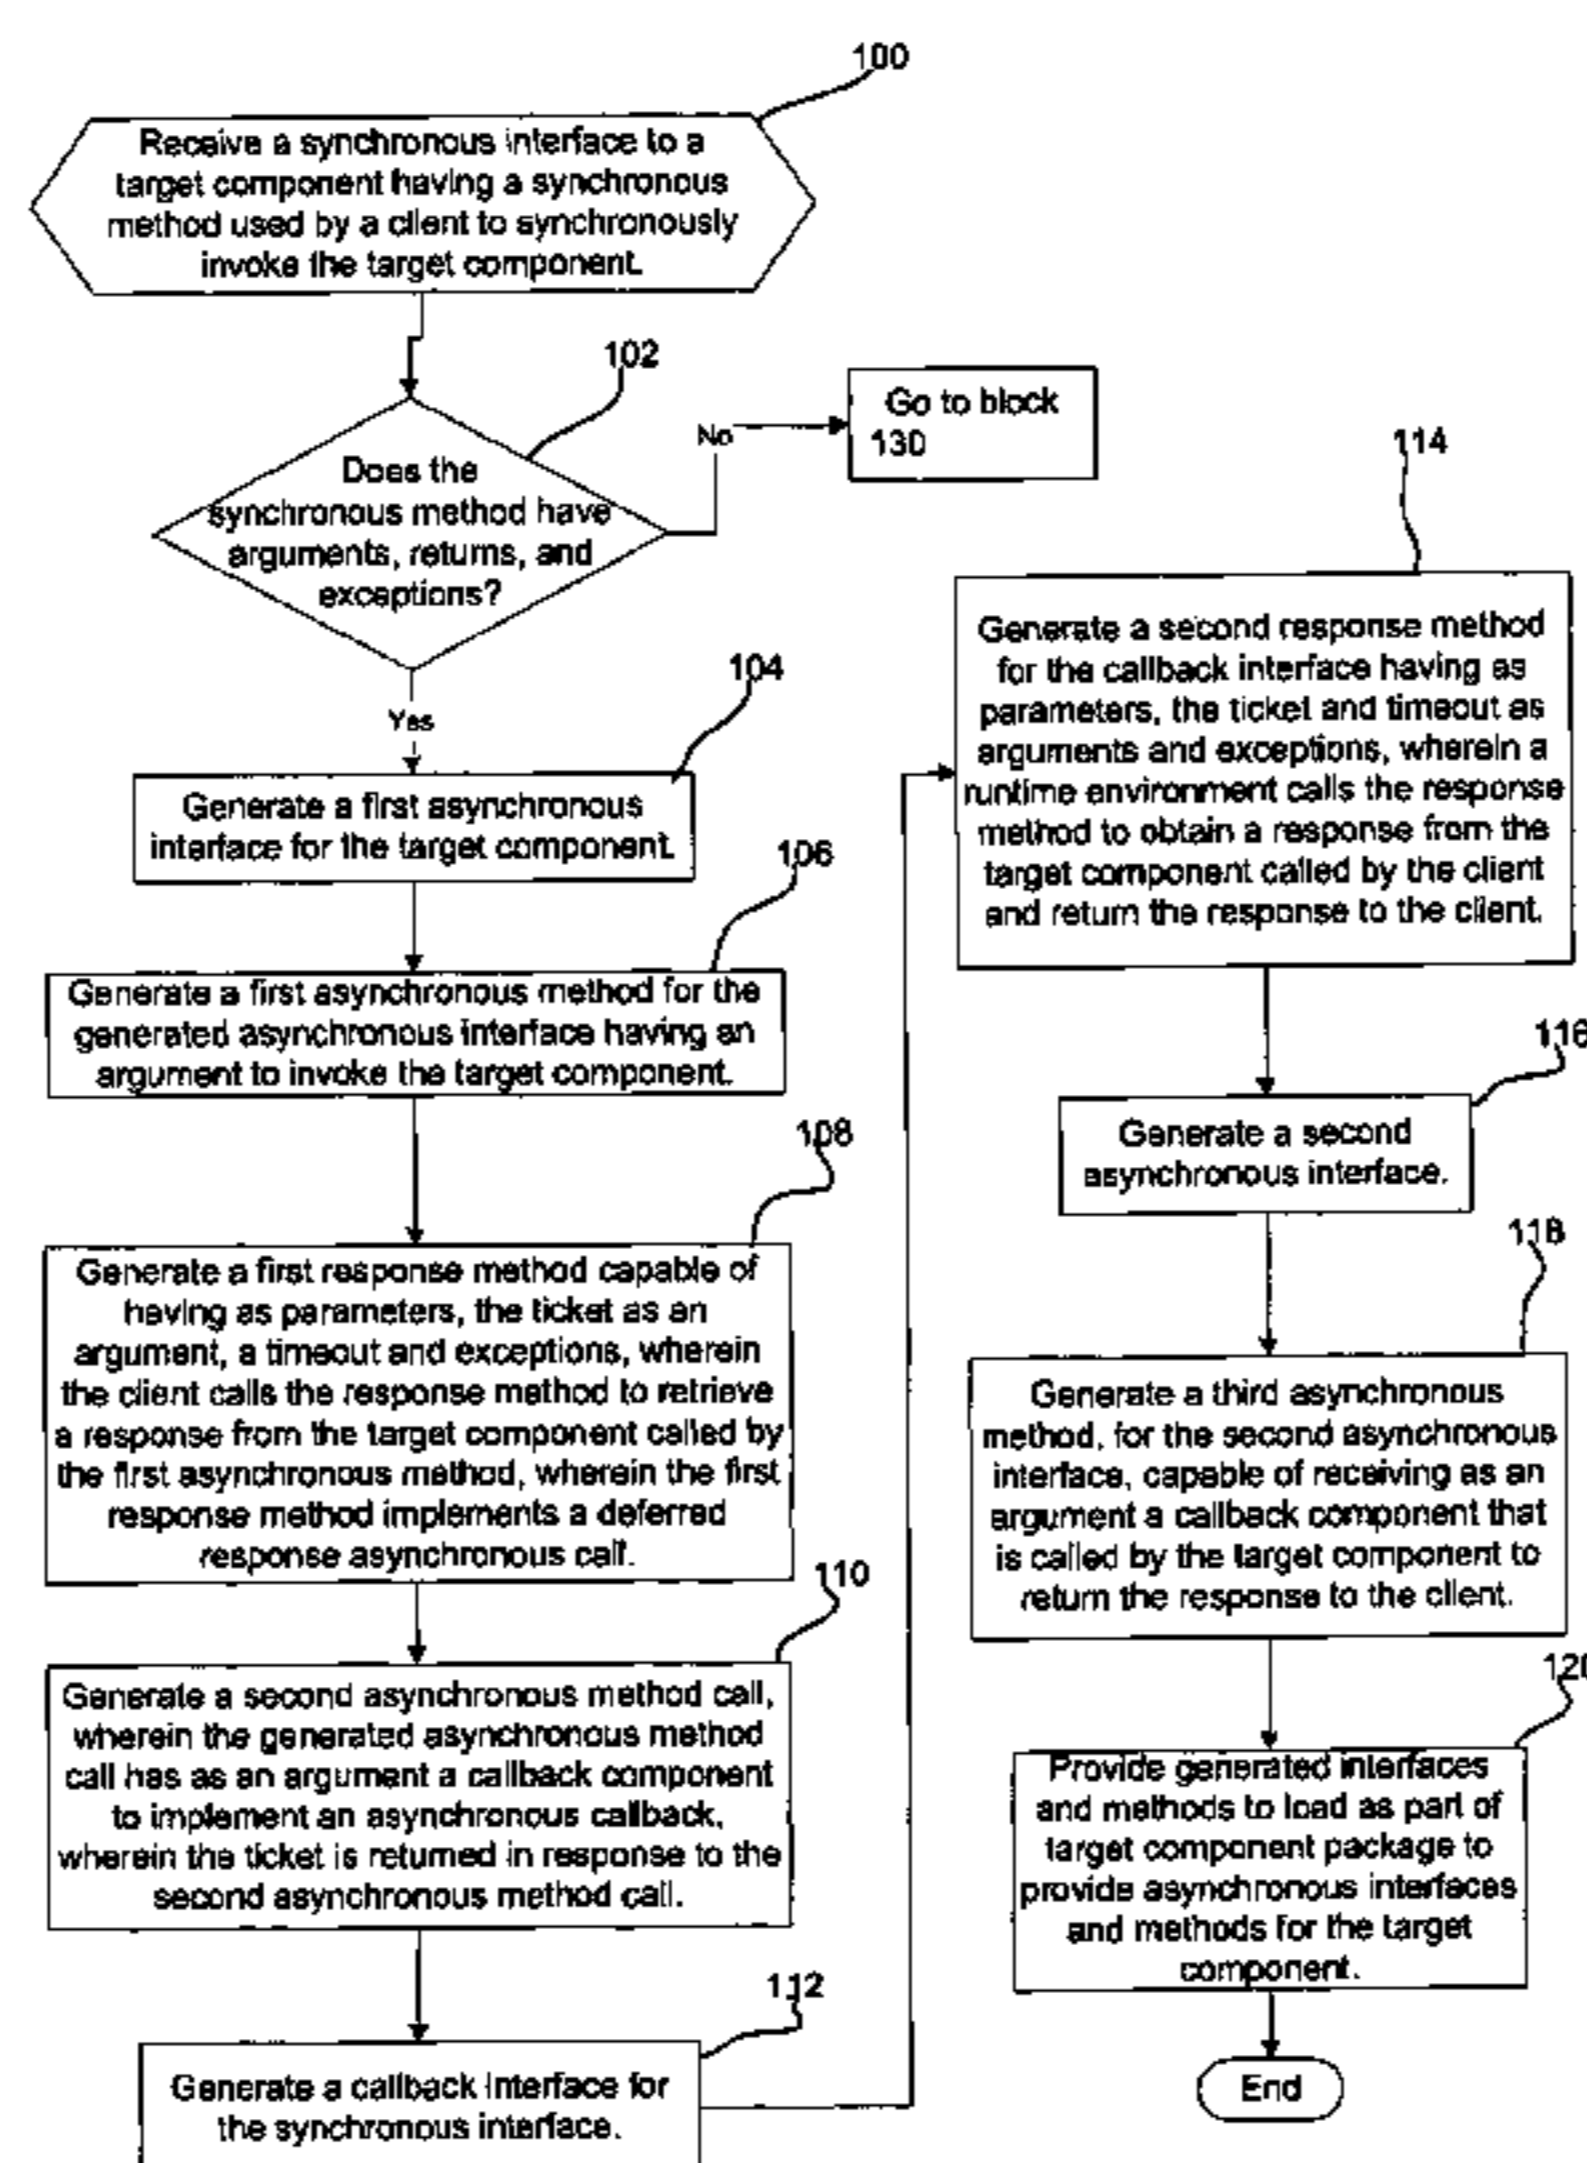 100
Receive a synchronous interface to a
target component having a synchronous
method used by a client to synchronously
invoke the target component.
102
Does the
synchronous method have
arguments, returns, and
exceptions?
No
Go to block
130
Yes
104
Generate a first asynchronous
interface for the target component.
106
Generate a first asynchronous method for the
generated asynchronous interface having an
argument to invoke the target component.
108
Generate a first response method capable of
having as parameters, the ticket as an
argument, a timeout and exceptions, wherein
the client calls the response method to retrieve
a response from the target component called by
the first asynchronous method, wherein the first
response method implements a deferred
response asynchronous call.
110
Generate a second asynchronous method call,
wherein the generated asynchronous method
call has as an argument a callback component
to implement an asynchronous callback,
wherein the ticket is returned in response to the
second asynchronous method call.
112
Generate a callback interface for
the synchronous interface.
114
Generate a second response method
for the callback interface having as
parameters, the ticket and timeout as
arguments and exceptions, wherein a
runtime environment calls the response
method to obtain a response from the
target component called by the client
and return the response to the client.
116
Generate a second
asynchronous interface.
118
Generate a third asynchronous
method, for the second asynchronous
interface, capable of receiving as an
argument a callback component that
is called by the target component to
return the response to the client.
120
Provide generated interfaces
and methods to load as part of
target component package to
provide asynchronous interfaces
and methods for the target
component.
End